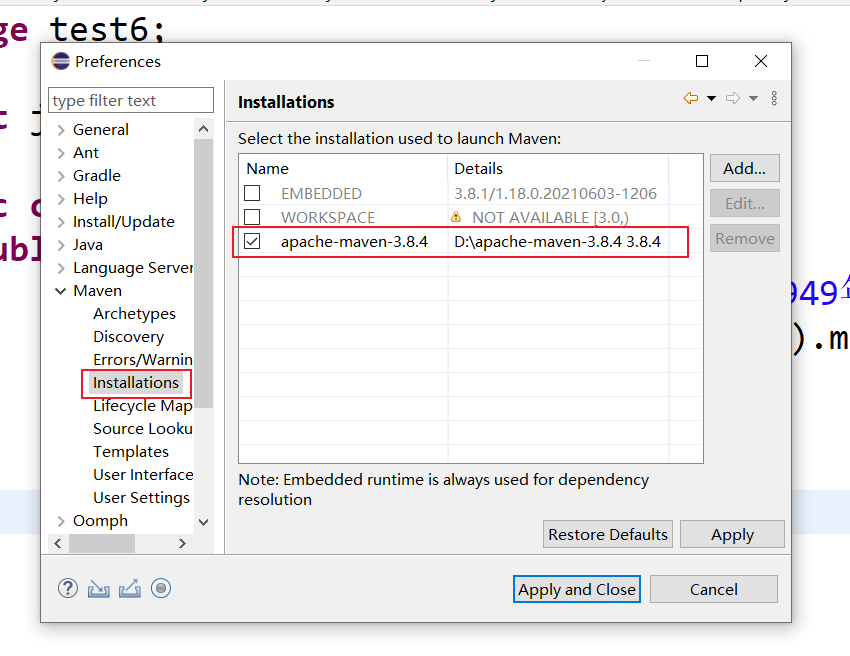 ge test6;
Preferences
type filter text
General
Ant
Gradle
Help
Install/Update
Java
Language Server
Maven
Archetypes
Discovery
Errors/Warnin
Installations
Lifecycle Map
Source Looku
Templates
User Interface
User Settings
Oomph
Installations
Select the installation used to launch Maven:
Name Details
EMBEDDED 3.8.1/1.18.0.20210603-1206
WORKSPACE NOT AVAILABLE [3.0,)
apache-maven-3.8.4 D:\apache-maven-3.8.4 3.8.4
Add...
Edit...
Remove
Note: Embedded runtime is always used for dependency
resolution
Restore Defaults Apply
Apply and Close Cancel
ubl
949年
).m